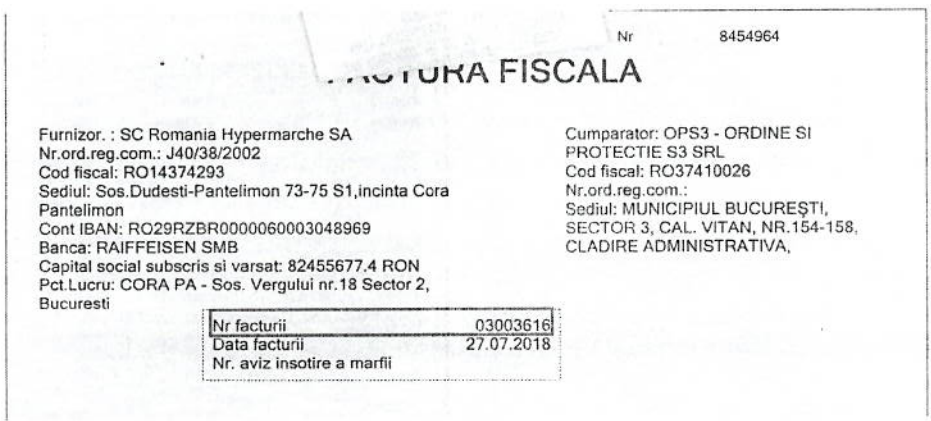 Nr 8454964
FISCALA
Furnizor. : SC Romania Hypermarche SA
Nr.ord.reg.com.: J40/38/2002
Cod fiscal: RO14374293
Sediul: Sos.Dudesti-Pantelimon 73-75 S1,incinta Cora
Pantelimon
Cont IBAN: RO29RZBR0000060003048969
Banca: RAIFFEISEN SMB
Capital social subscris si varsat: 82455677.4 RON
Pct.Lucru: CORA PA - Sos. Vergului nr.18 Sector 2,
Bucuresti
Cumparator: OPS3 - ORDINE SI
PROTECTIE S3 SRL
Cod fiscal: RO37410026
Nr.ord.reg.com.:
Sediul: MUNICIPIUL BUCUREŞTI,
SECTOR 3, CAL. VITAN, NR.154-158,
CLADIRE ADMINISTRATIVA,
Nr facturii 03003616
Data facturii 27.07.2018
Nr. aviz insotire a marfii